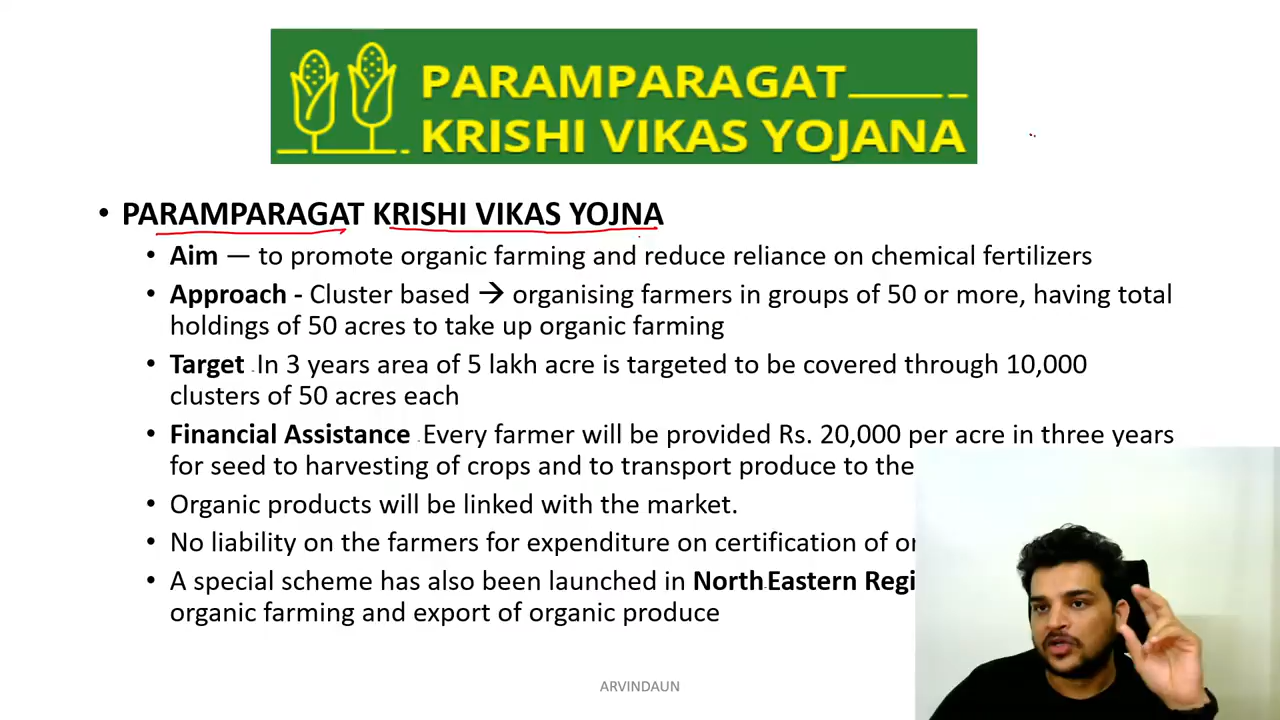 PARAMPARAGAT
KRISHI VIKAS YOJANA
• PARAMPARAGAT KRISHI VIKAS YOJNA
• Aim — to promote organic farming and reduce reliance on chemical fertilizers
• Approach - Cluster based → organising farmers in groups of 50 or more, having total
holdings of 50 acres to take up organic farming
• Target In 3 years area of 5 lakh acre is targeted to be covered through 10,000
clusters of 50 acres each
• Financial Assistance Every farmer will be provided Rs. 20,000 per acre in three years
for seed to harvesting of crops and to transport produce to the
• Organic products will be linked with the market.
• No liability on the farmers for expenditure on certification of
• A special scheme has also been launched in North Eastern
organic farming and export of organic produce
ARVINDAUN